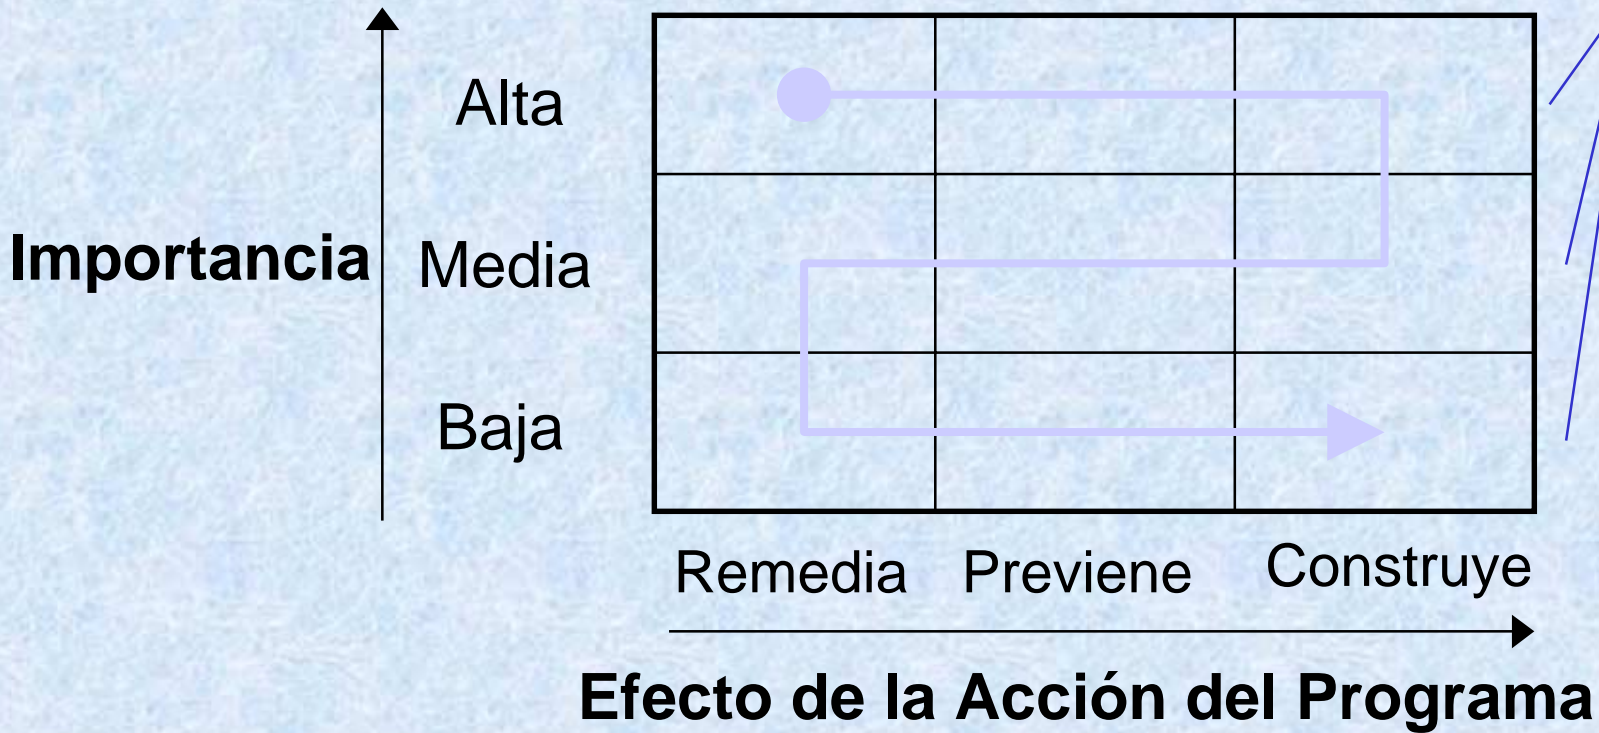 Alta
Importancia
Media
Baja
Remedia
Previene
Construye
Efecto de la Acción del Programa